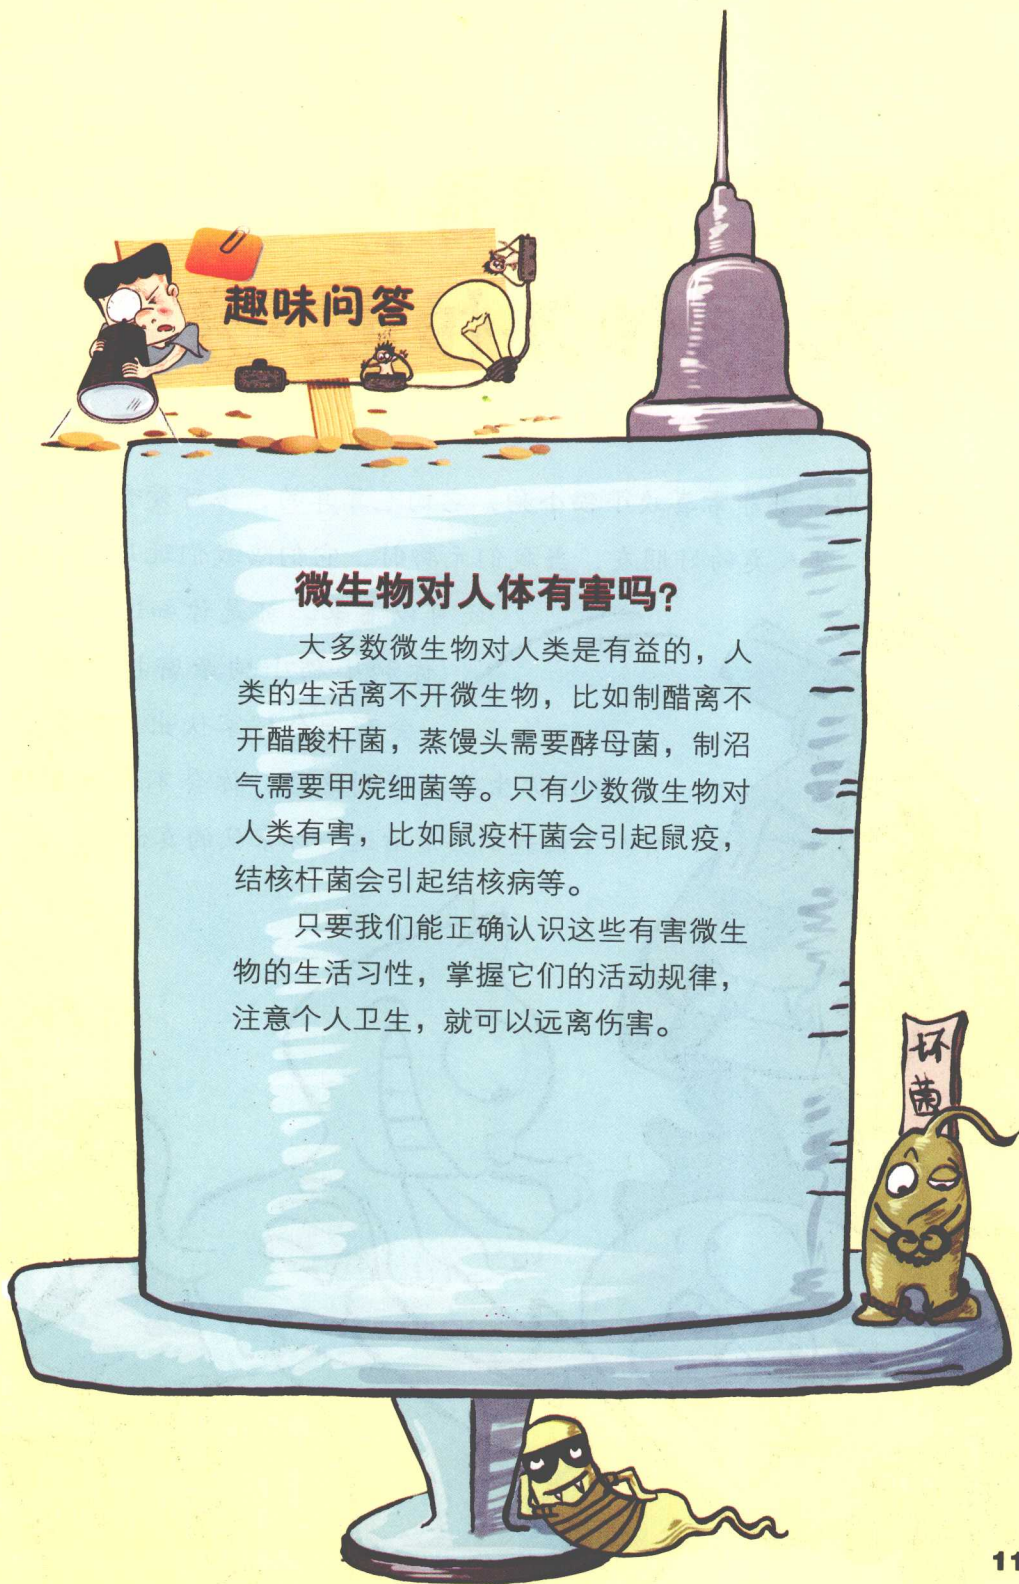 趣味问答
微生物对人体有害吗？
大多数微生物对人类是有益的，人
类的生活离不开微生物，比如制醋离不
开醋酸杆菌，蒸馒头需要酵母菌，制沼
气需要甲烷细菌等。只有少数微生物对
人类有害，比如鼠疫杆菌会引起鼠疫，
结核杆菌会引起结核病等。
只要我们能正确认识这些有害微生
物的生活习性，掌握它们的活动规律，
注意个人卫生，就可以远离伤害。
坏
菌
11